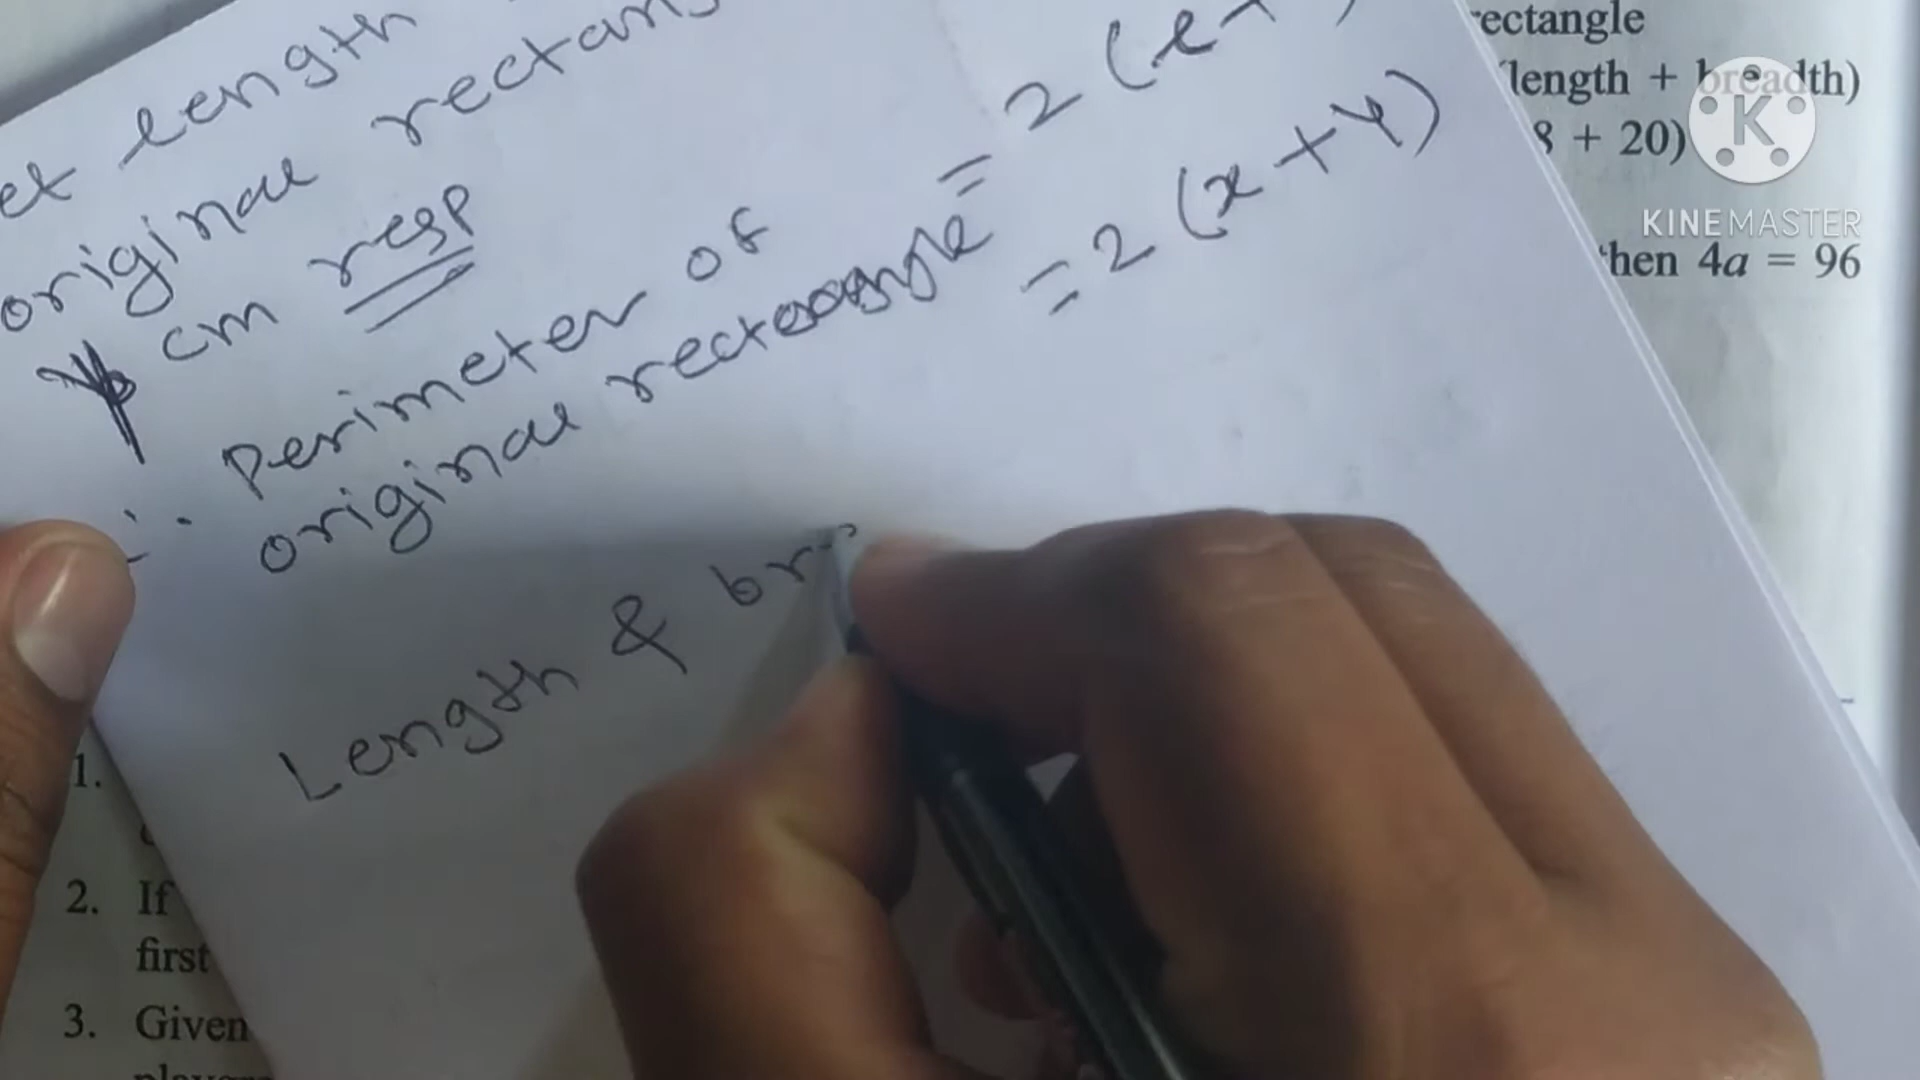 et length
original rectang
y cm resp
∴ Perimeter of
original rectangle = 2 (l+
= 2 (x+y)
Length & br
rectangle
(length + breadth)
8 + 20)
then 4a = 96
KINEMASTER
1.
2. If
first
3. Given